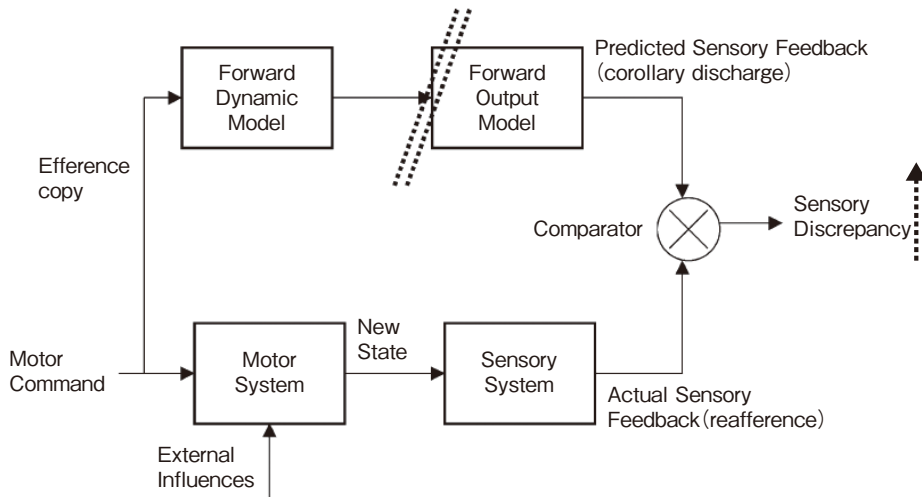 Forward
Dynamic
Model
Forward
Output
Model
Predicted Sensory Feedback
(corollary discharge)
Efference
copy
Comparator
Sensory
Discrepancy
Motor
Command
Motor
System
New
State
Sensory
System
Actual Sensory
Feedback(reafference)
External
Influences